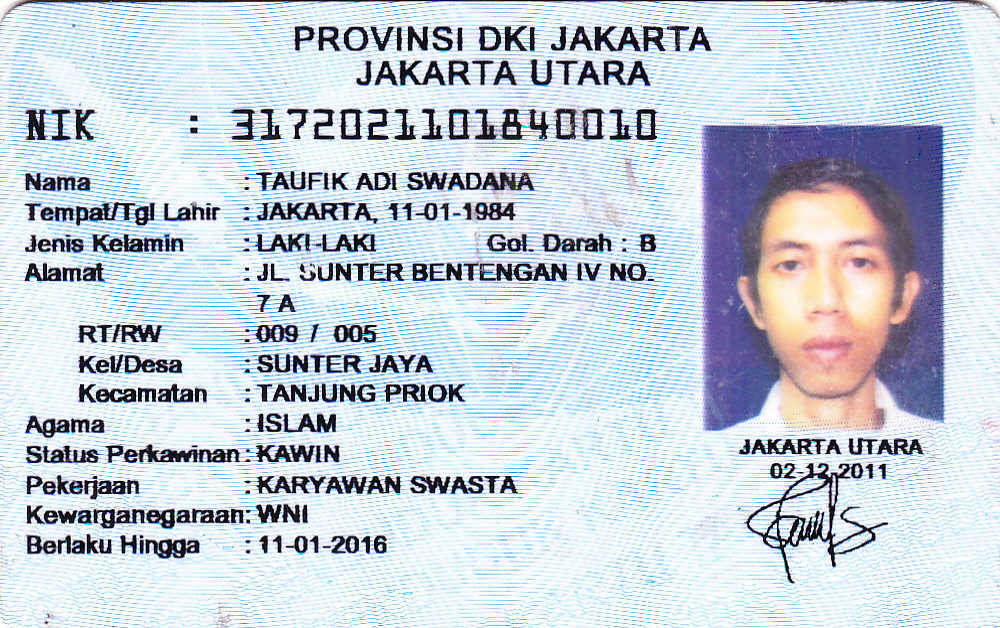 PROVINSI DKI JAKARTA
JAKARTA UTARA
NIK : 3172021101840010
Nama : TAUFIK ADI SWADANA
Tempat/Tgl Lahir : JAKARTA, 11-01-1984
Jenis Kelamin : LAKI-LAKI Gol. Darah : B
Alamat : JL. SUNTER BENTENGAN IV NO.
7 A
RT/RW : 009 / 005
Kel/Desa : SUNTER JAYA
Kecamatan : TANJUNG PRIOK
Agama : ISLAM
Status Perkawinan : KAWIN
Pekerjaan : KARYAWAN SWASTA
Kewarganegaraan: WNI
Berlaku Hingga : 11-01-2016
JAKARTA UTARA
02-12-2011